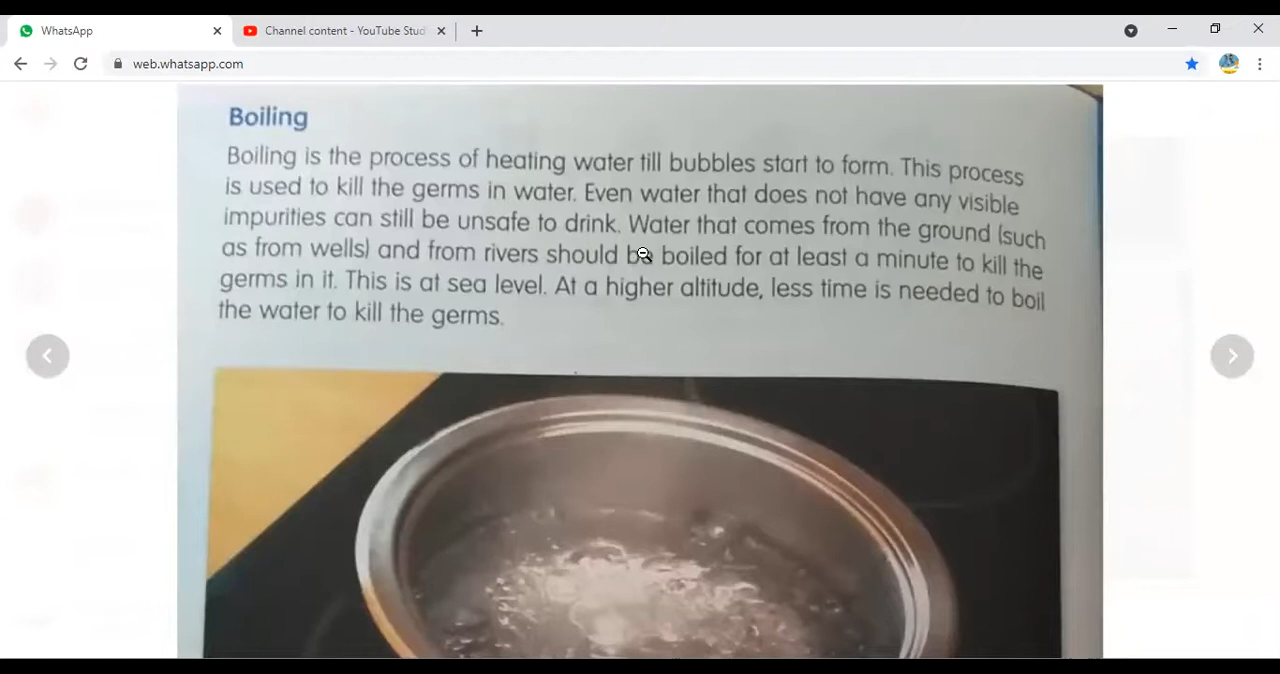 WhatsApp
Channel content - YouTube Stud
web.whatsapp.com
Boiling
Boiling is the process of heating water till bubbles start to form. This process
is used to kill the germs in water. Even water that does not have any visible
impurities can still be unsafe to drink. Water that comes from the ground (such
as from wells) and from rivers should be boiled for at least a minute to kill the
germs in it. This is at sea level. At a higher altitude, less time is needed to boil
the water to kill the germs.